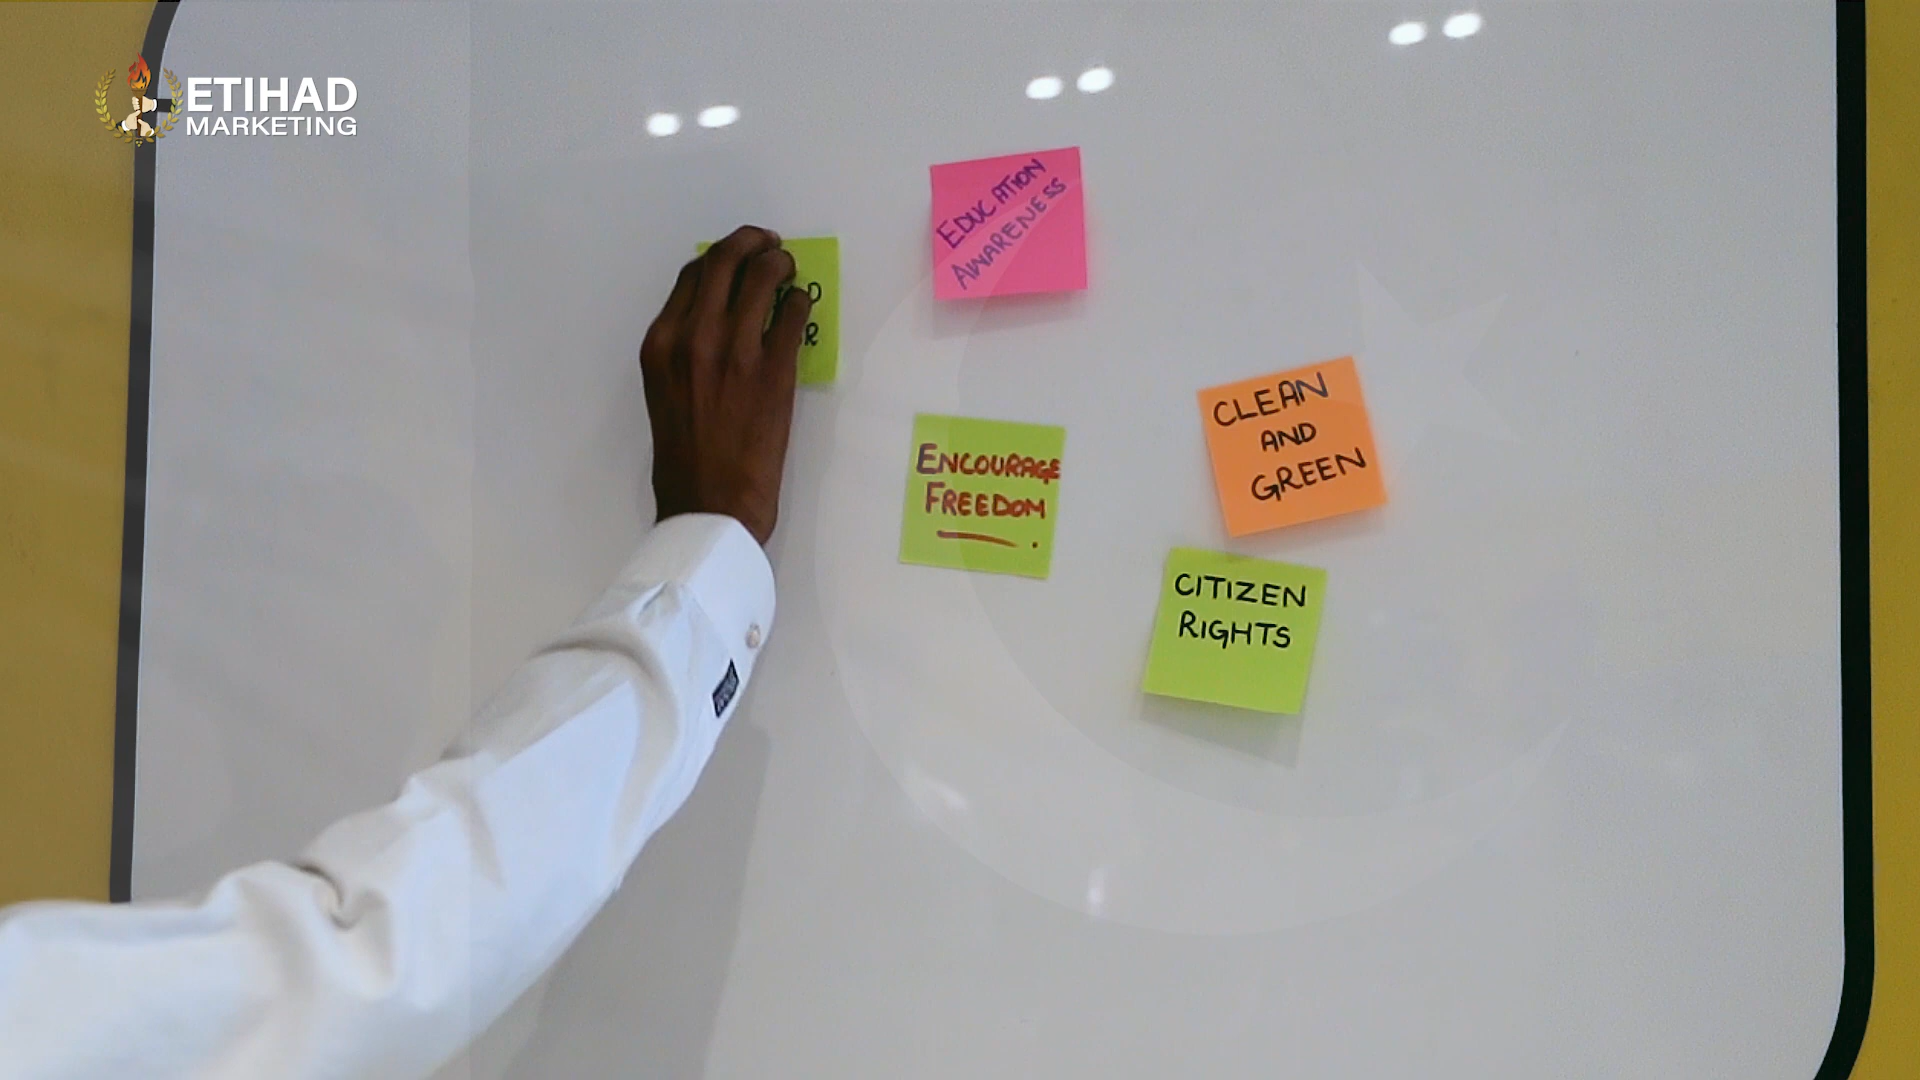 ETIHAD
MARKETING
EDUCATION
AWARENESS
ENCOURAGE
FREEDOM
CLEAN
AND
GREEN
CITIZEN
RIGHTS